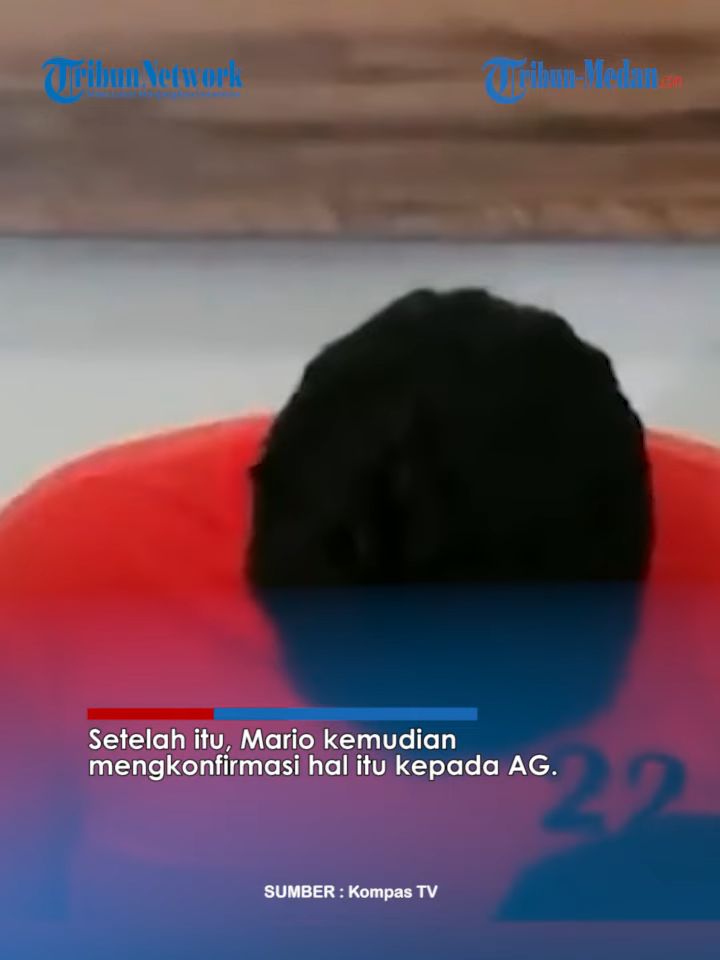 TribunNetwork
Tribun-Medan.com
Setelah itu, Mario kemudian
mengkonfirmasi hal itu kepada AG.
22
SUMBER : Kompas TV